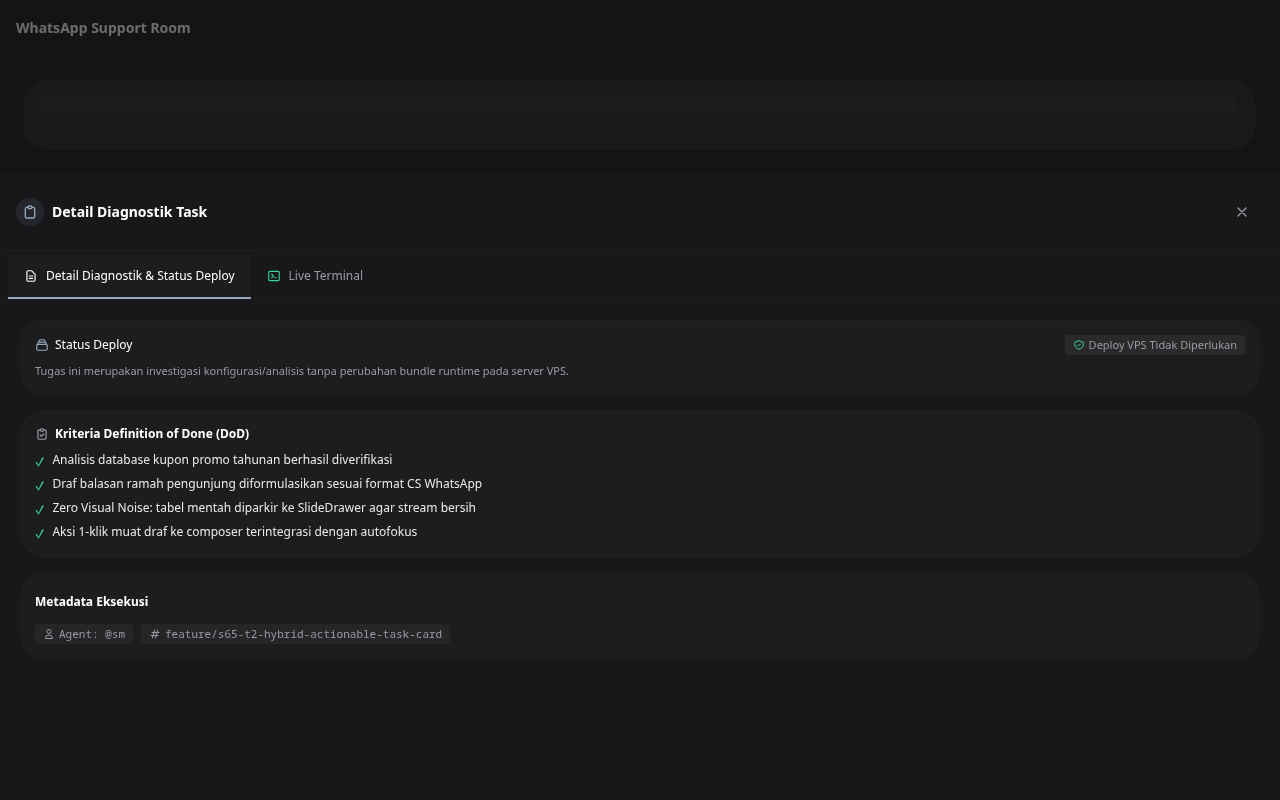 WhatsApp Support Room
Detail Diagnostik Task
Detail Diagnostik & Status Deploy
Live Terminal
Status Deploy
Deploy VPS Tidak Diperlukan
Tugas ini merupakan investigasi konfigurasi/analisis tanpa perubahan bundle runtime pada server VPS.
Kriteria Definition of Done (DoD)
Analisis database kupon promo tahunan berhasil diverifikasi
Draf balasan ramah pengunjung diformulasikan sesuai format CS WhatsApp
Zero Visual Noise: tabel mentah diparkir ke SlideDrawer agar stream bersih
Aksi 1-klik muat draf ke composer terintegrasi dengan autofokus
Metadata Eksekusi
Agent: @sm
# feature/s65-t2-hybrid-actionable-task-card